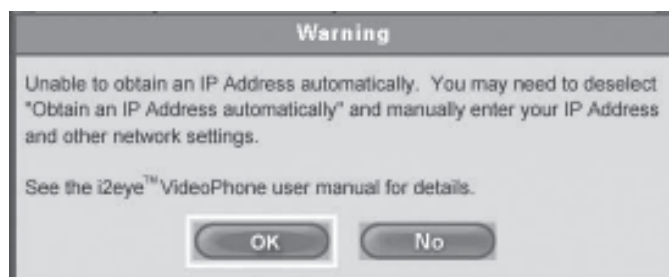 Warning
Unable to obtain an IP Address automatically. You may need to deselect
"Obtain an IP Address automatically" and manually enter your IP Address
and other network settings.
See the i2eye™ VideoPhone user manual for details.
OK No